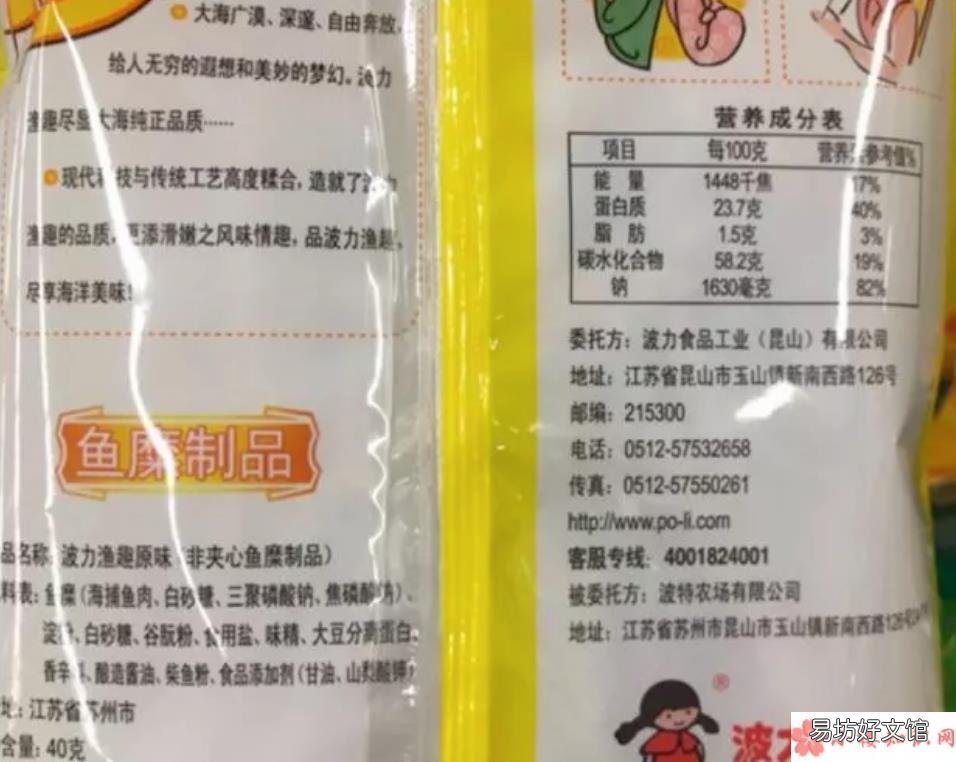 大海广漠、深邃、自由奔放,
给人无穷的遐想和美妙的梦幻。波力
渔趣尽显大海纯正品质……
现代科技与传统工艺高度糅合, 造就了波力
渔趣的品质, 更添滑嫩之风味情趣, 品波力渔趣,
尽享海洋美味!
鱼糜制品
品名称: 波力渔趣原味(非夹心鱼糜制品)
料表: 鱼糜(海捕鱼肉、白砂糖、三聚磷酸钠、焦磷酸钠)、
淀粉、白砂糖、谷朊粉、食用盐、味精、大豆分离蛋白、
香辛料、酿造酱油、柴鱼粉、食品添加剂(甘油、山梨酸钾)
地: 江苏省苏州市
含量: 40克
营养成分表
项目 每100克 营养素参考值%
能 量 1448千焦 17%
蛋白质 23.7克 40%
脂 肪 1.5克 3%
碳水化合物 58.2克 19%
钠 1630毫克 82%
委托方: 波力食品工业(昆山)有限公司
地址: 江苏省昆山市玉山镇新南西路126号
邮编: 215300
电话: 0512-57532658
传真: 0512-57550261
http://www.po-li.com
客服专线: 4001824001
被委托方: 波特农场有限公司
地址: 江苏省苏州市昆山市玉山镇新南西路126号
®
波力
易坊好文馆